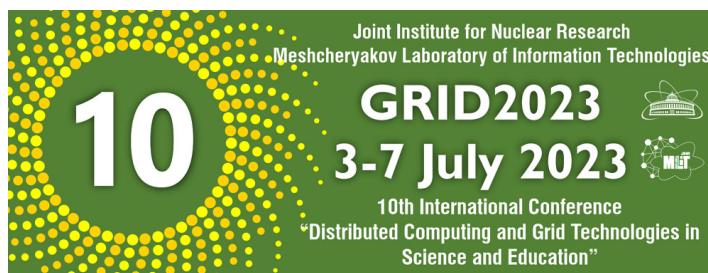 Joint Institute for Nuclear Research
Meshcheryakov Laboratory of Information Technologies
10
GRID2023
3-7 July 2023
MLIT
10th International Conference
“Distributed Computing and Grid Technologies in
Science and Education”